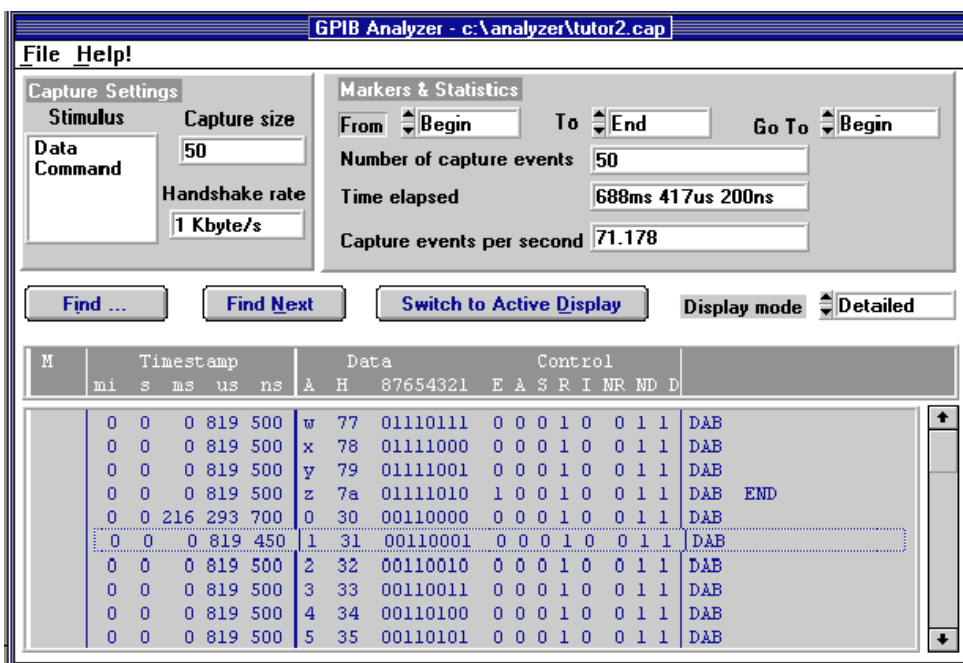 GPIB Analyzer - c:\analyzer\tutor2.cap
File Help!
Capture Settings
Stimulus
Data
Command
Capture size
50
Handshake rate
1 Kbyte/s
Markers & Statistics
From Begin To End Go To Begin
Number of capture events 50
Time elapsed 688ms 417us 200ns
Capture events per second 71.178
Find ... Find Next Switch to Active Display Display mode Detailed
M Timestamp Data Control
mi s ms us ns A H 87654321 E A S R I NR ND D
0 0 0 819 500 w 77 01110111 0 0 0 1 0 0 1 1 DAB
0 0 0 819 500 x 78 01111000 0 0 0 1 0 0 1 1 DAB
0 0 0 819 500 y 79 01111001 0 0 0 1 0 0 1 1 DAB
0 0 0 819 500 z 7a 01111010 1 0 0 1 0 0 1 1 DAB END
0 0 216 293 700 0 30 00110000 0 0 0 1 0 0 1 1 DAB
0 0 0 819 450 1 31 00110001 0 0 0 1 0 0 1 1 DAB
0 0 0 819 500 2 32 00110010 0 0 0 1 0 0 1 1 DAB
0 0 0 819 500 3 33 00110011 0 0 0 1 0 0 1 1 DAB
0 0 0 819 500 4 34 00110100 0 0 0 1 0 0 1 1 DAB
0 0 0 819 500 5 35 00110101 0 0 0 1 0 0 1 1 DAB